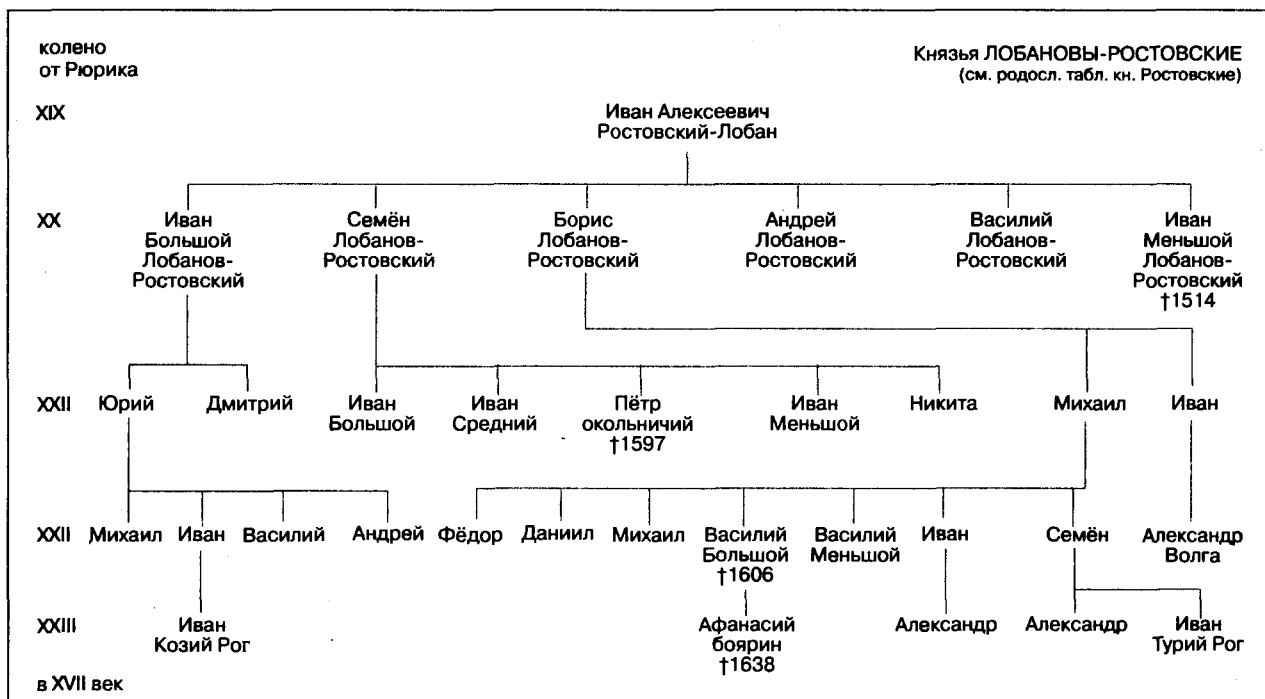 колено
от Рюрика
Князья ЛОБАНОВЫ-РОСТОВСКИЕ
(см. родосл. табл. кн. Ростовские)
XIX
Иван Алексеевич
Ростовский-Лобан
XX
Иван
Большой
Лобанов-
Ростовский
Семён
Лобанов-
Ростовский
Борис
Лобанов-
Ростовский
Андрей
Лобанов-
Ростовский
Василий
Лобанов-
Ростовский
Иван
Меньшой
Лобанов-
Ростовский
†1514
XXII
Юрий
Дмитрий
Иван
Большой
Иван
Средний
Пётр
окольничий
†1597
Иван
Меньшой
Никита
Михаил
Иван
XXII
Михаил
Иван
Василий
Андрей
Фёдор
Даниил
Михаил
Василий
Большой
†1606
Василий
Меньшой
Иван
Семён
Александр
Волга
XXIII
Иван
Козий Рог
Афанасий
боярин
†1638
Александр
Александр
Иван
Турий Рог
в XVII век